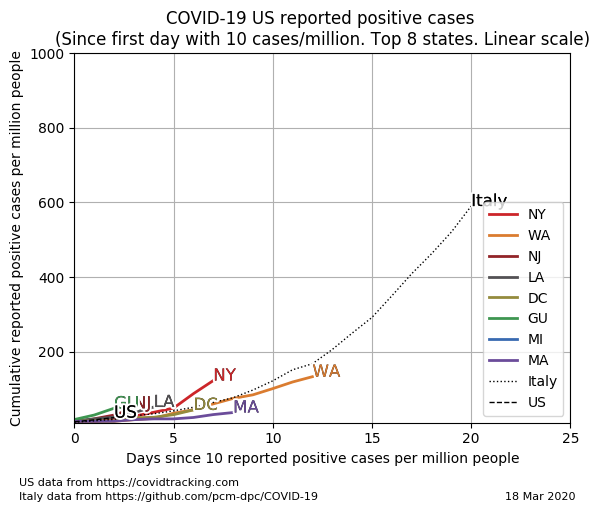 COVID-19 US reported positive cases
(Since first day with 10 cases/million. Top 8 states. Linear scale)
Cumulative reported positive cases per million people
1000
800
600
400
200
Italy
NY
WA
GU
NJ
LA
DC
US
MA
NY
WA
NJ
LA
DC
GU
MI
MA
Italy
US
0
5
10
15
20
25
Days since 10 reported positive cases per million people
US data from https://covidtracking.com
Italy data from https://github.com/pcm-dpc/COVID-19
18 Mar 2020